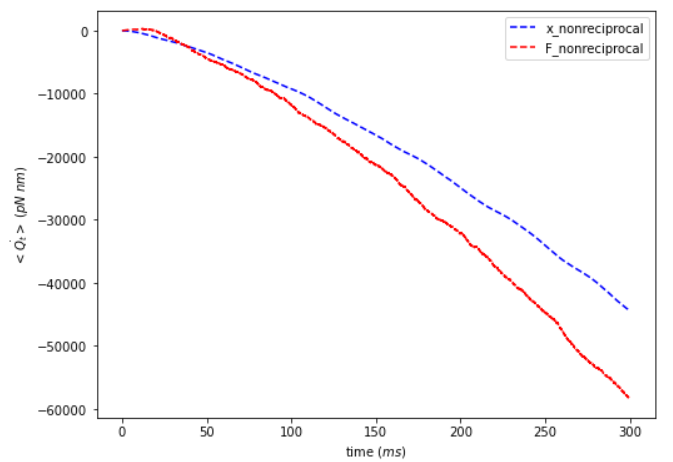 0
−10000
−20000
−30000
−40000
−50000
−60000
< Q̇ₜ > (pN nm)
0 50 100 150 200 250 300
time (ms)
x_nonreciprocal
F_nonreciprocal